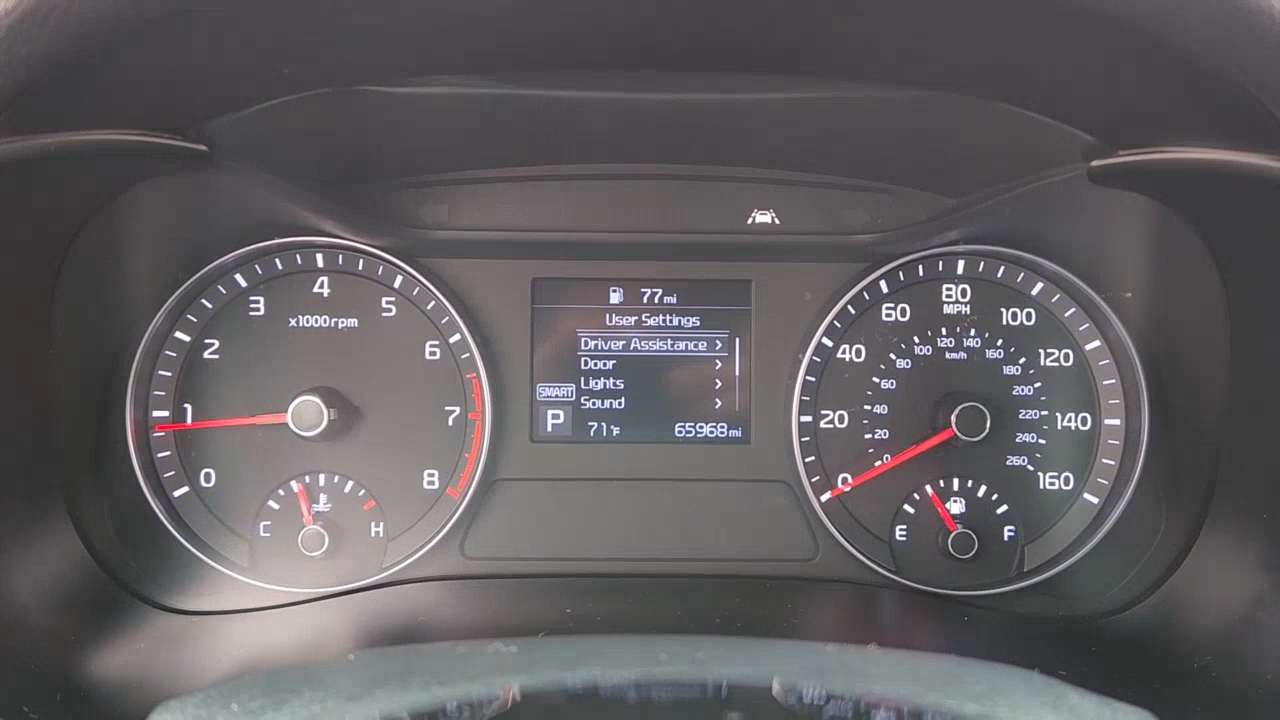 0
1
2
3
4
5
6
7
8
x1000rpm
C
H
77mi
User Settings
Driver Assistance >
Door >
Lights >
Sound >
SMART
P
71°F
65968mi
0
20
40
60
80
100
120
140
160
MPH
0
20
40
60
80
100
120
140
160
180
200
220
240
260
km/h
E
F